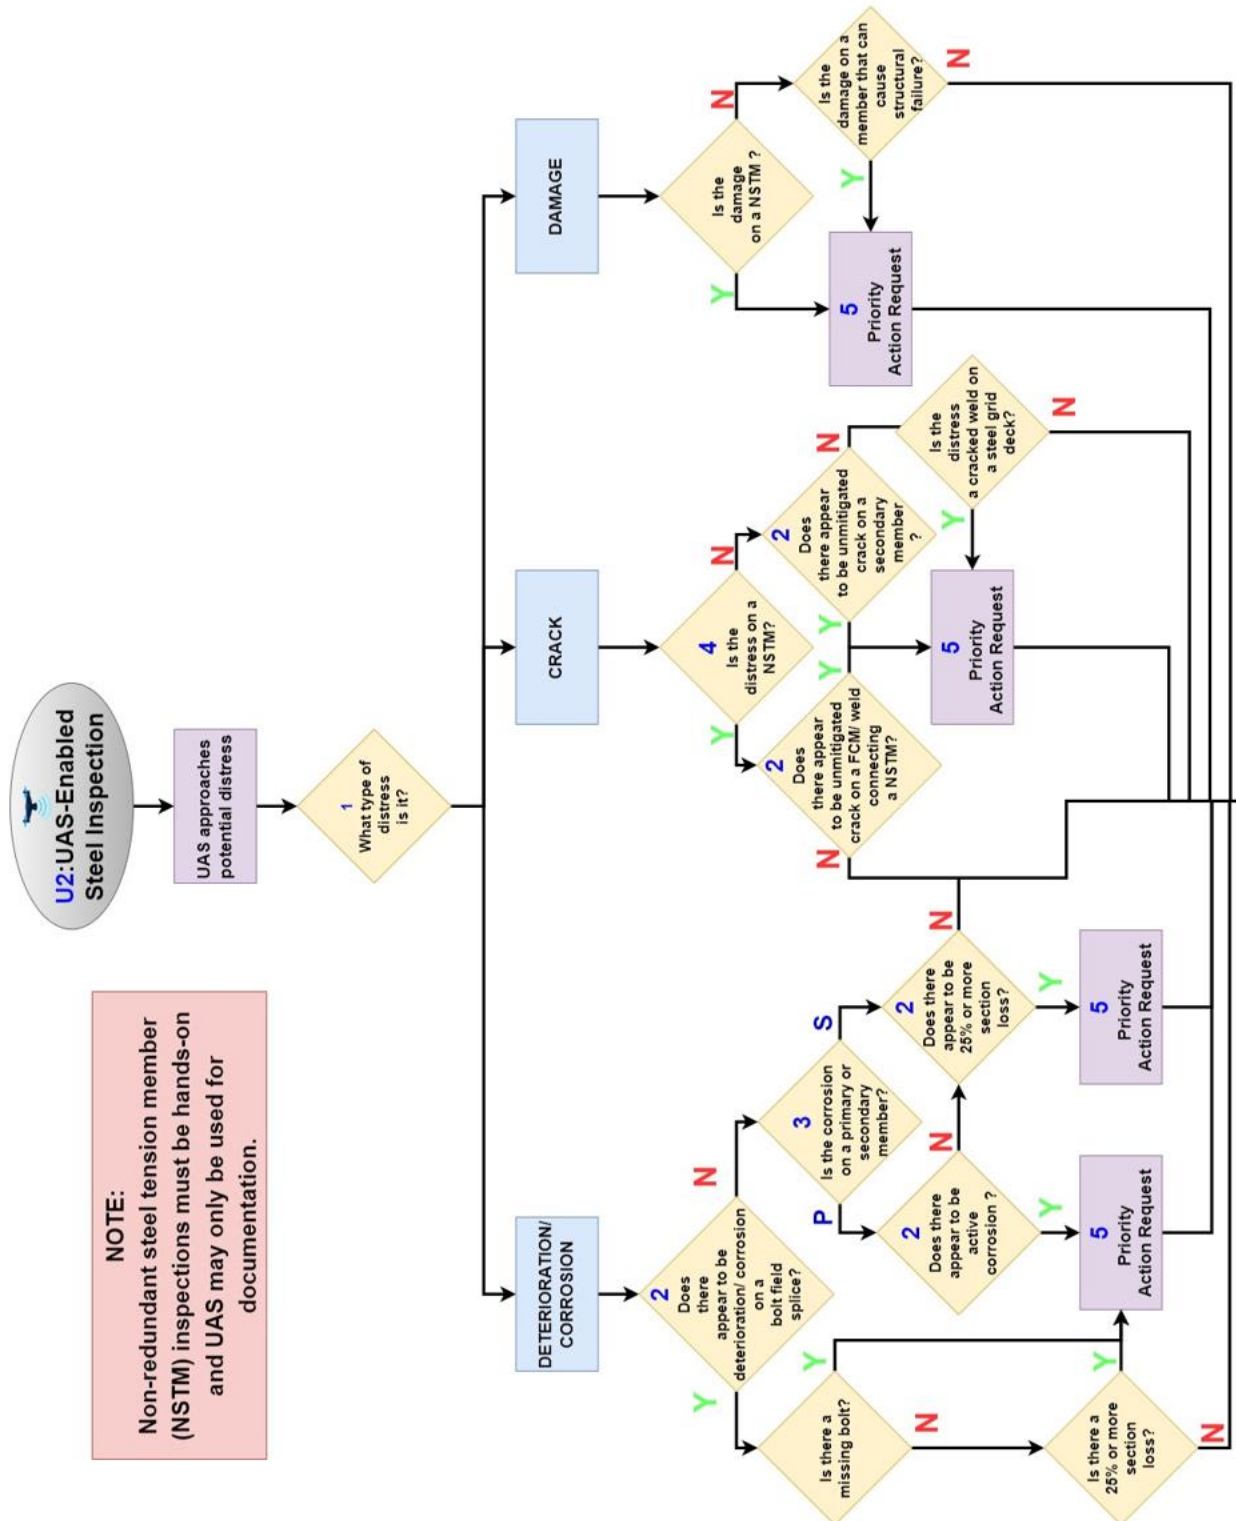 U2:UAS-Enabled
Steel Inspection
NOTE:
Non-redundant steel tension member
(NSTM) inspections must be hands-on
and UAS may only be used for
documentation.
UAS approaches
potential distress
1
What type of
distress
is it?
DETERIORATION/
CORROSION
CRACK
DAMAGE
2
Does
there
appear to be
deterioration/ corrosion
on a
bolt field
splice?
Y
N
4
Is the
distress on a
NSTM?
Y
N
Is the
damage
on a NSTM ?
Y
N
Is there a
missing bolt?
Y
N
3
Is the corrosion
on a primary or
secondary
member?
P
S
2
Does
there appear
to be unmitigated
crack on a FCM/ weld
connecting
a NSTM?
N
Y
2
Does
there appear
to be unmitigated
crack on a
secondary
member
?
Y
N
Is the
damage on a
member that can
cause
structural
failure?
Y
N
2
Does there
appear to be
active
corrosion ?
N
Y
2
Does there
appear to be
25% or more
section
loss?
N
Y
Is the
distress
a cracked weld on
a steel grid
deck?
Y
N
5
Priority
Action Request
5
Priority
Action Request
Is there a
25% or more
section
loss?
Y
N
5
Priority
Action Request
5
Priority
Action Request